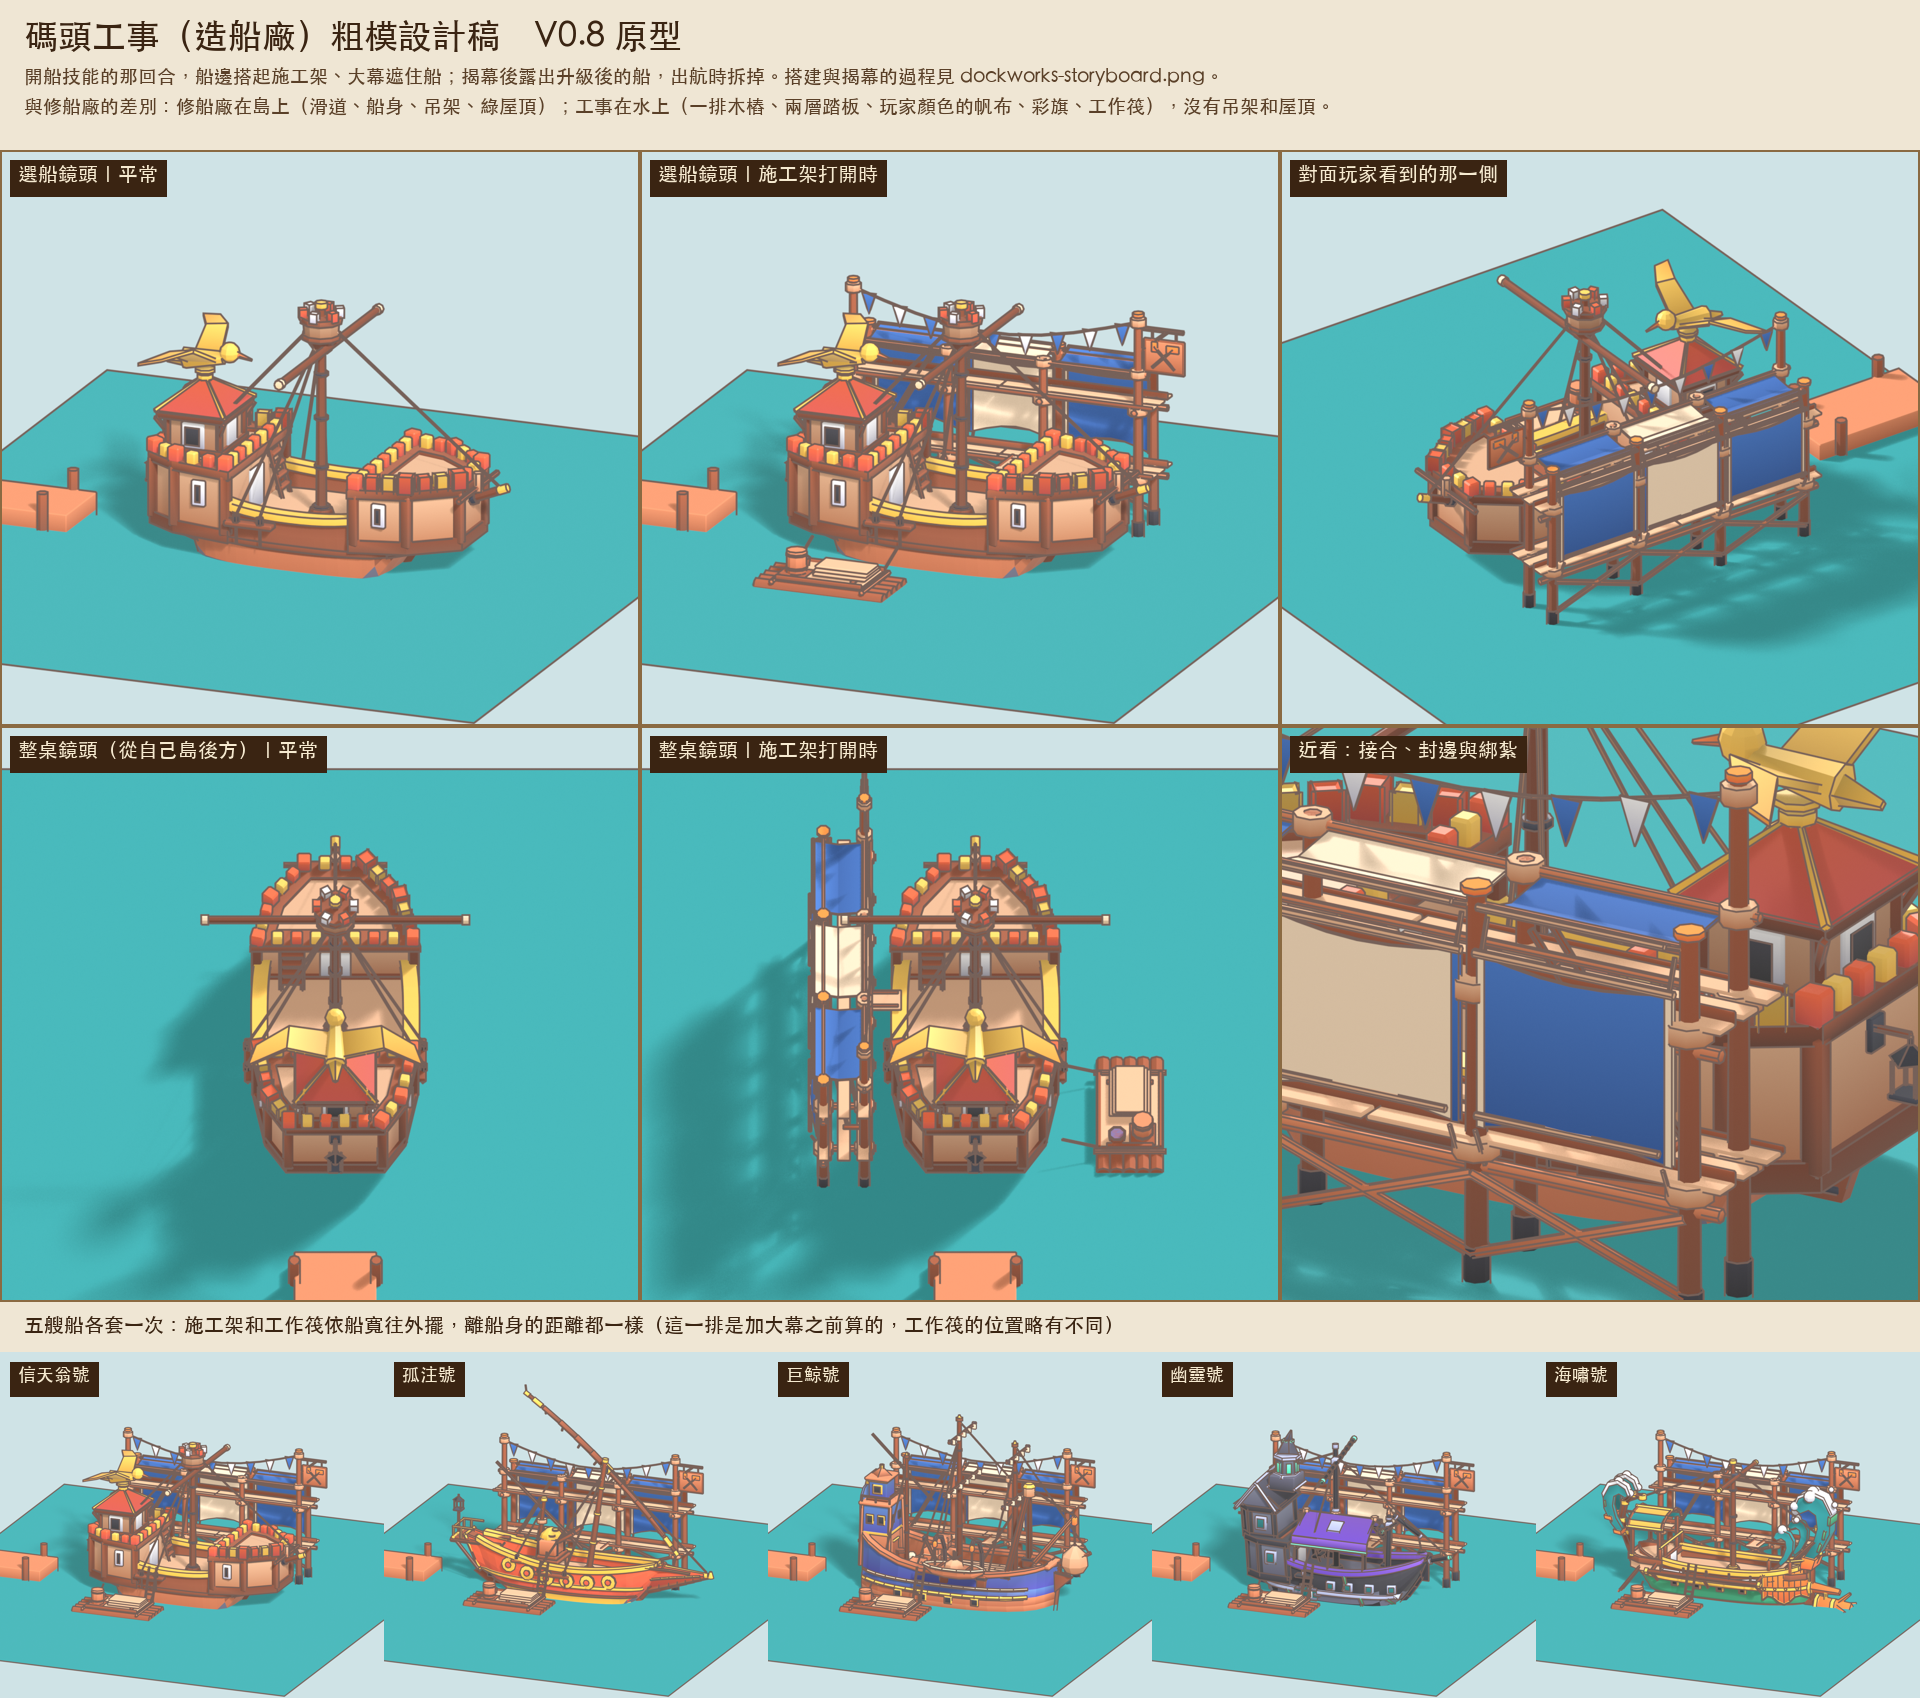 碼頭工事（造船廠）粗模設計稿　V0.8 原型
開船技能的那回合，船邊搭起施工架、大幕遮住船；揭幕後露出升級後的船，出航時拆掉。搭建與揭幕的過程見 dockworks-storyboard.png。
與修船廠的差別：修船廠在島上（滑道、船身、吊架、綠屋頂）；工事在水上（一排木樁、兩層踏板、玩家顏色的帆布、彩旗、工作筏），沒有吊架和屋頂。
選船鏡頭｜平常
選船鏡頭｜施工架打開時
對面玩家看到的那一側
整桌鏡頭（從自己島後方）｜平常
整桌鏡頭｜施工架打開時
近看：接合、封邊與綁紮
五艘船各套一次：施工架和工作筏依船寬往外擺，離船身的距離都一樣（這一排是加大幕之前算的，工作筏的位置略有不同）
信天翁號
孤注號
巨鯨號
幽靈號
海嘯號